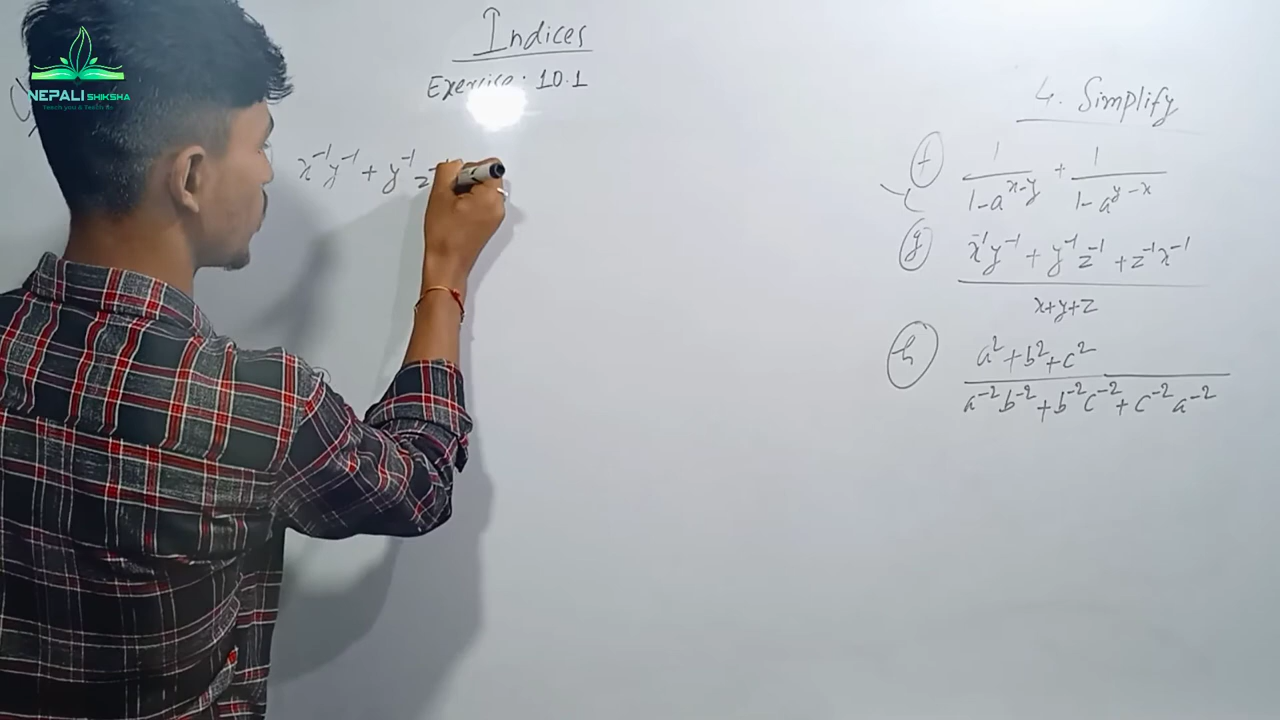 NEPALI SHIKSHA
Indices
Exercise: 10.1
x⁻¹y⁻¹ + y⁻¹z
4. Simplify
(f) 1/(1-a^(x-y)) + 1/(1-a^(y-x))
(g) x⁻¹y⁻¹ + y⁻¹z⁻¹ + z⁻¹x⁻¹
x+y+z
(h) a² + b² + c²
a⁻²b⁻² + b⁻²c⁻² + c⁻²a⁻²